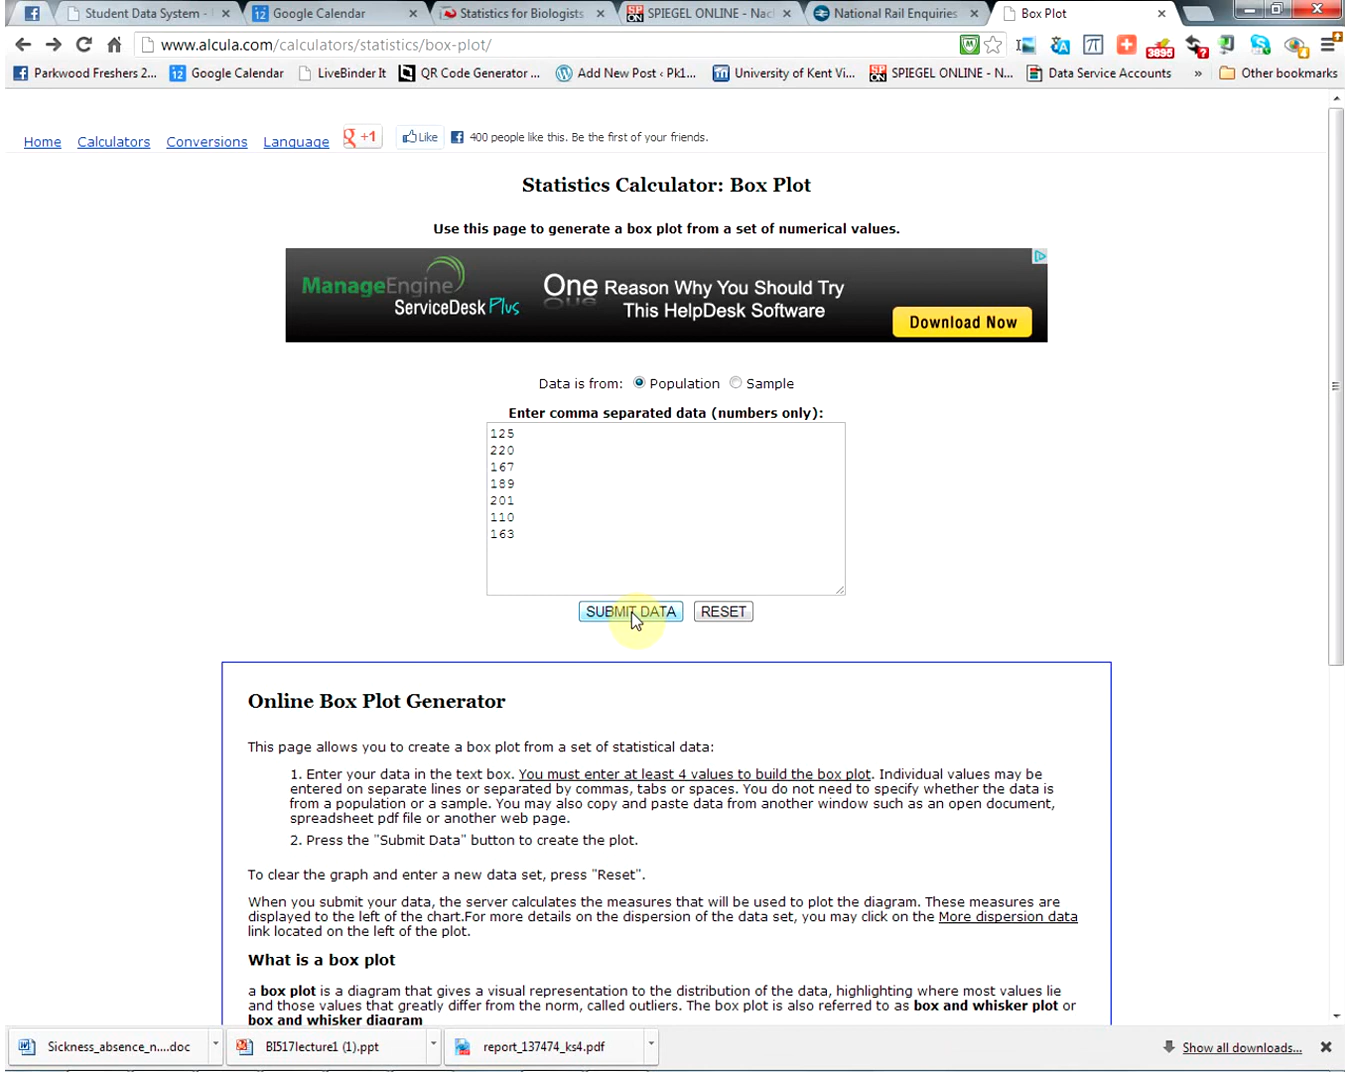 Student Data System -
Google Calendar
Statistics for Biologists
SPIEGEL ONLINE - Nac
National Rail Enquiries
Box Plot
www.alcula.com/calculators/statistics/box-plot/
3895
Parkwood Freshers 2...
12 Google Calendar
LiveBinder It
QR Code Generator ...
Add New Post ‹ Pk1...
University of Kent Vi...
SPIEGEL ONLINE - N...
Data Service Accounts
»
Other bookmarks
Home Calculators Conversions Language
+1
Like
400 people like this. Be the first of your friends.
Statistics Calculator: Box Plot
Use this page to generate a box plot from a set of numerical values.
ManageEngine
ServiceDesk Plus
One Reason Why You Should Try
This HelpDesk Software
Download Now
Data is from: Population Sample
Enter comma separated data (numbers only):
125
220
167
189
201
110
163
SUBMIT DATA RESET
Online Box Plot Generator
This page allows you to create a box plot from a set of statistical data:
1. Enter your data in the text box. You must enter at least 4 values to build the box plot. Individual values may be
entered on separate lines or separated by commas, tabs or spaces. You do not need to specify whether the data is
from a population or a sample. You may also copy and paste data from another window such as an open document,
spreadsheet pdf file or another web page.
2. Press the "Submit Data" button to create the plot.
To clear the graph and enter a new data set, press "Reset".
When you submit your data, the server calculates the measures that will be used to plot the diagram. These measures are
displayed to the left of the chart.For more details on the dispersion of the data set, you may click on the More dispersion data
link located on the left of the plot.
What is a box plot
a box plot is a diagram that gives a visual representation to the distribution of the data, highlighting where most values lie
and those values that greatly differ from the norm, called outliers. The box plot is also referred to as box and whisker plot or
box and whisker diagram
Sickness_absence_n....doc
BI517lecture1 (1).ppt
report_137474_ks4.pdf
Show all downloads...